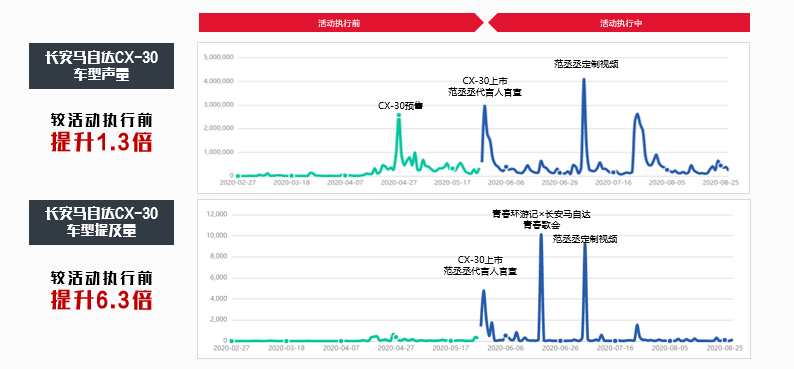 活动执行前
活动执行中
长安马自达CX-30
车型声量
较活动执行前
提升1.3倍
5,000,000
4,000,000
3,000,000
2,000,000
1,000,000
0
CX-30预售
CX-30上市
范丞丞代言人官宣
范丞丞定制视频
2020-02-27
2020-03-18
2020-04-07
2020-04-27
2020-05-17
2020-06-06
2020-06-26
2020-07-16
2020-08-05
2020-08-25
长安马自达CX-30
车型提及量
较活动执行前
提升6.3倍
12,000
10,000
8,000
6,000
4,000
2,000
0
CX-30上市
范丞丞代言人官宣
青春环游记×长安马自达
青春歌会
范丞丞定制视频
2020-02-27
2020-03-18
2020-04-07
2020-04-27
2020-05-17
2020-06-06
2020-06-26
2020-07-16
2020-08-05
2020-08-25